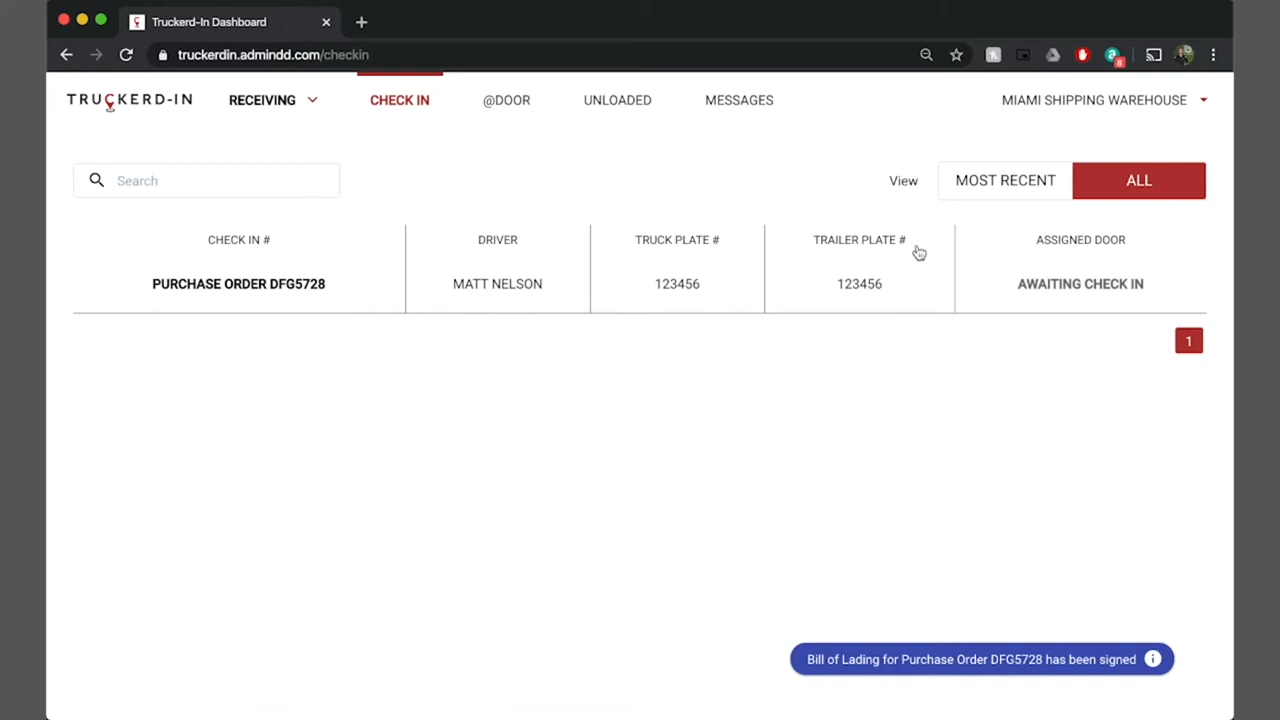 Truckerd-In Dashboard
truckerdin.admindd.com/checkin
8
TRUCKERD-IN RECEIVING CHECK IN @DOOR UNLOADED MESSAGES MIAMI SHIPPING WAREHOUSE
Search View MOST RECENT ALL
CHECK IN # DRIVER TRUCK PLATE # TRAILER PLATE # ASSIGNED DOOR
PURCHASE ORDER DFG5728 MATT NELSON 123456 123456 AWAITING CHECK IN
1
Bill of Lading for Purchase Order DFG5728 has been signed